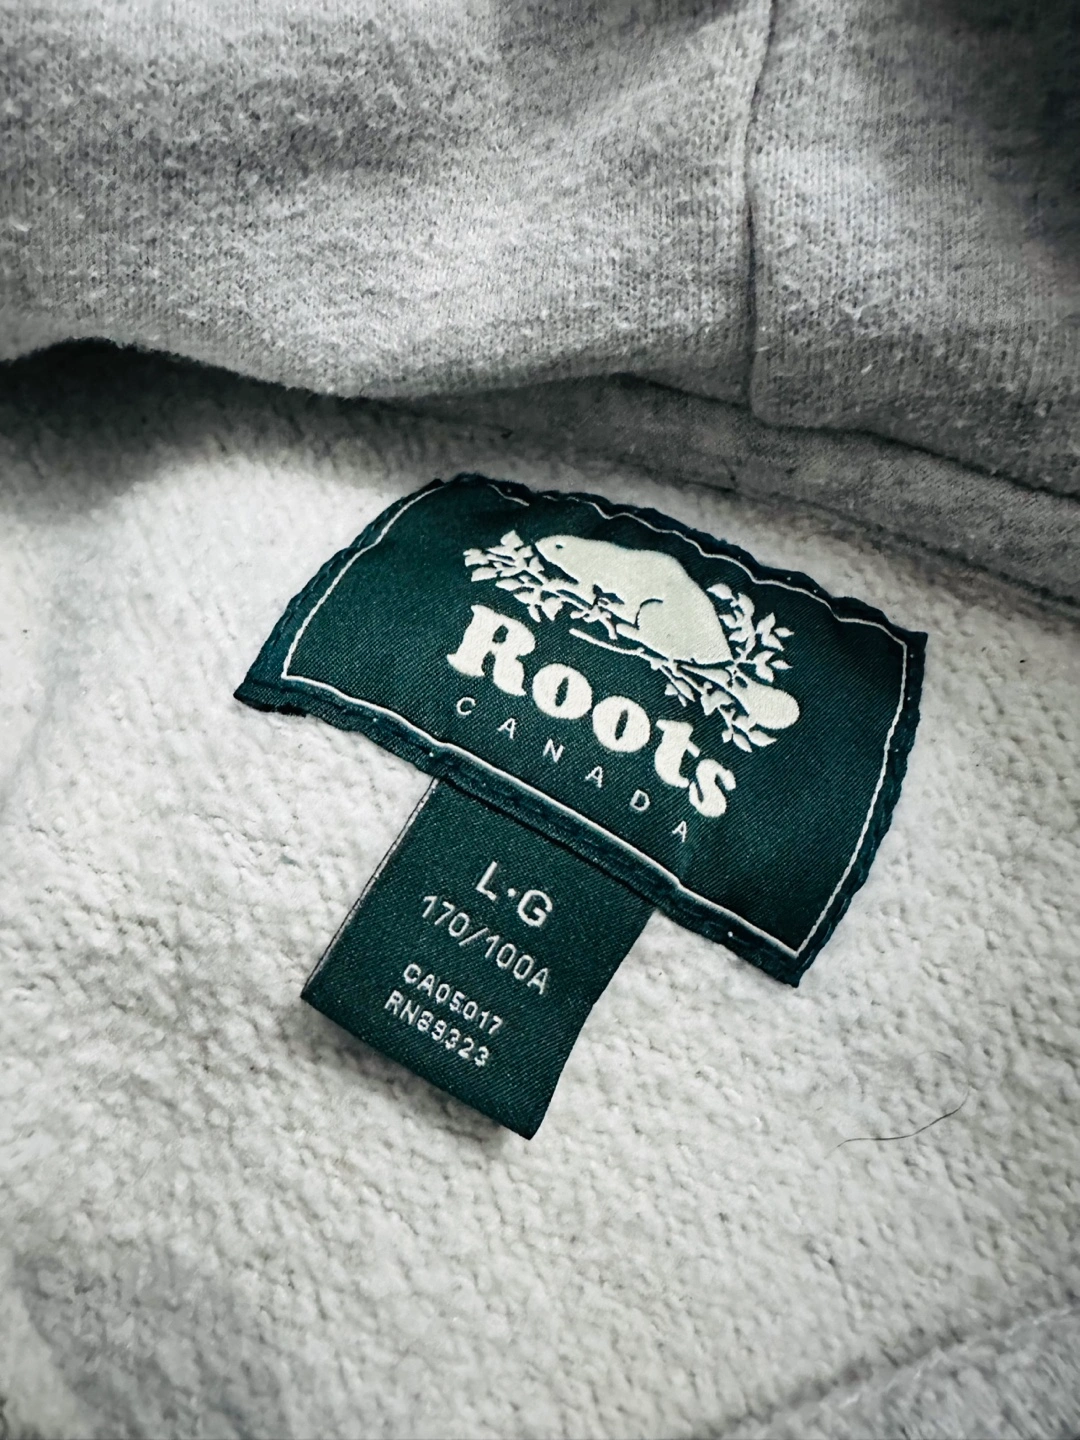 Roots
CANADA
L·G
170/100A
CA05017
RN89323